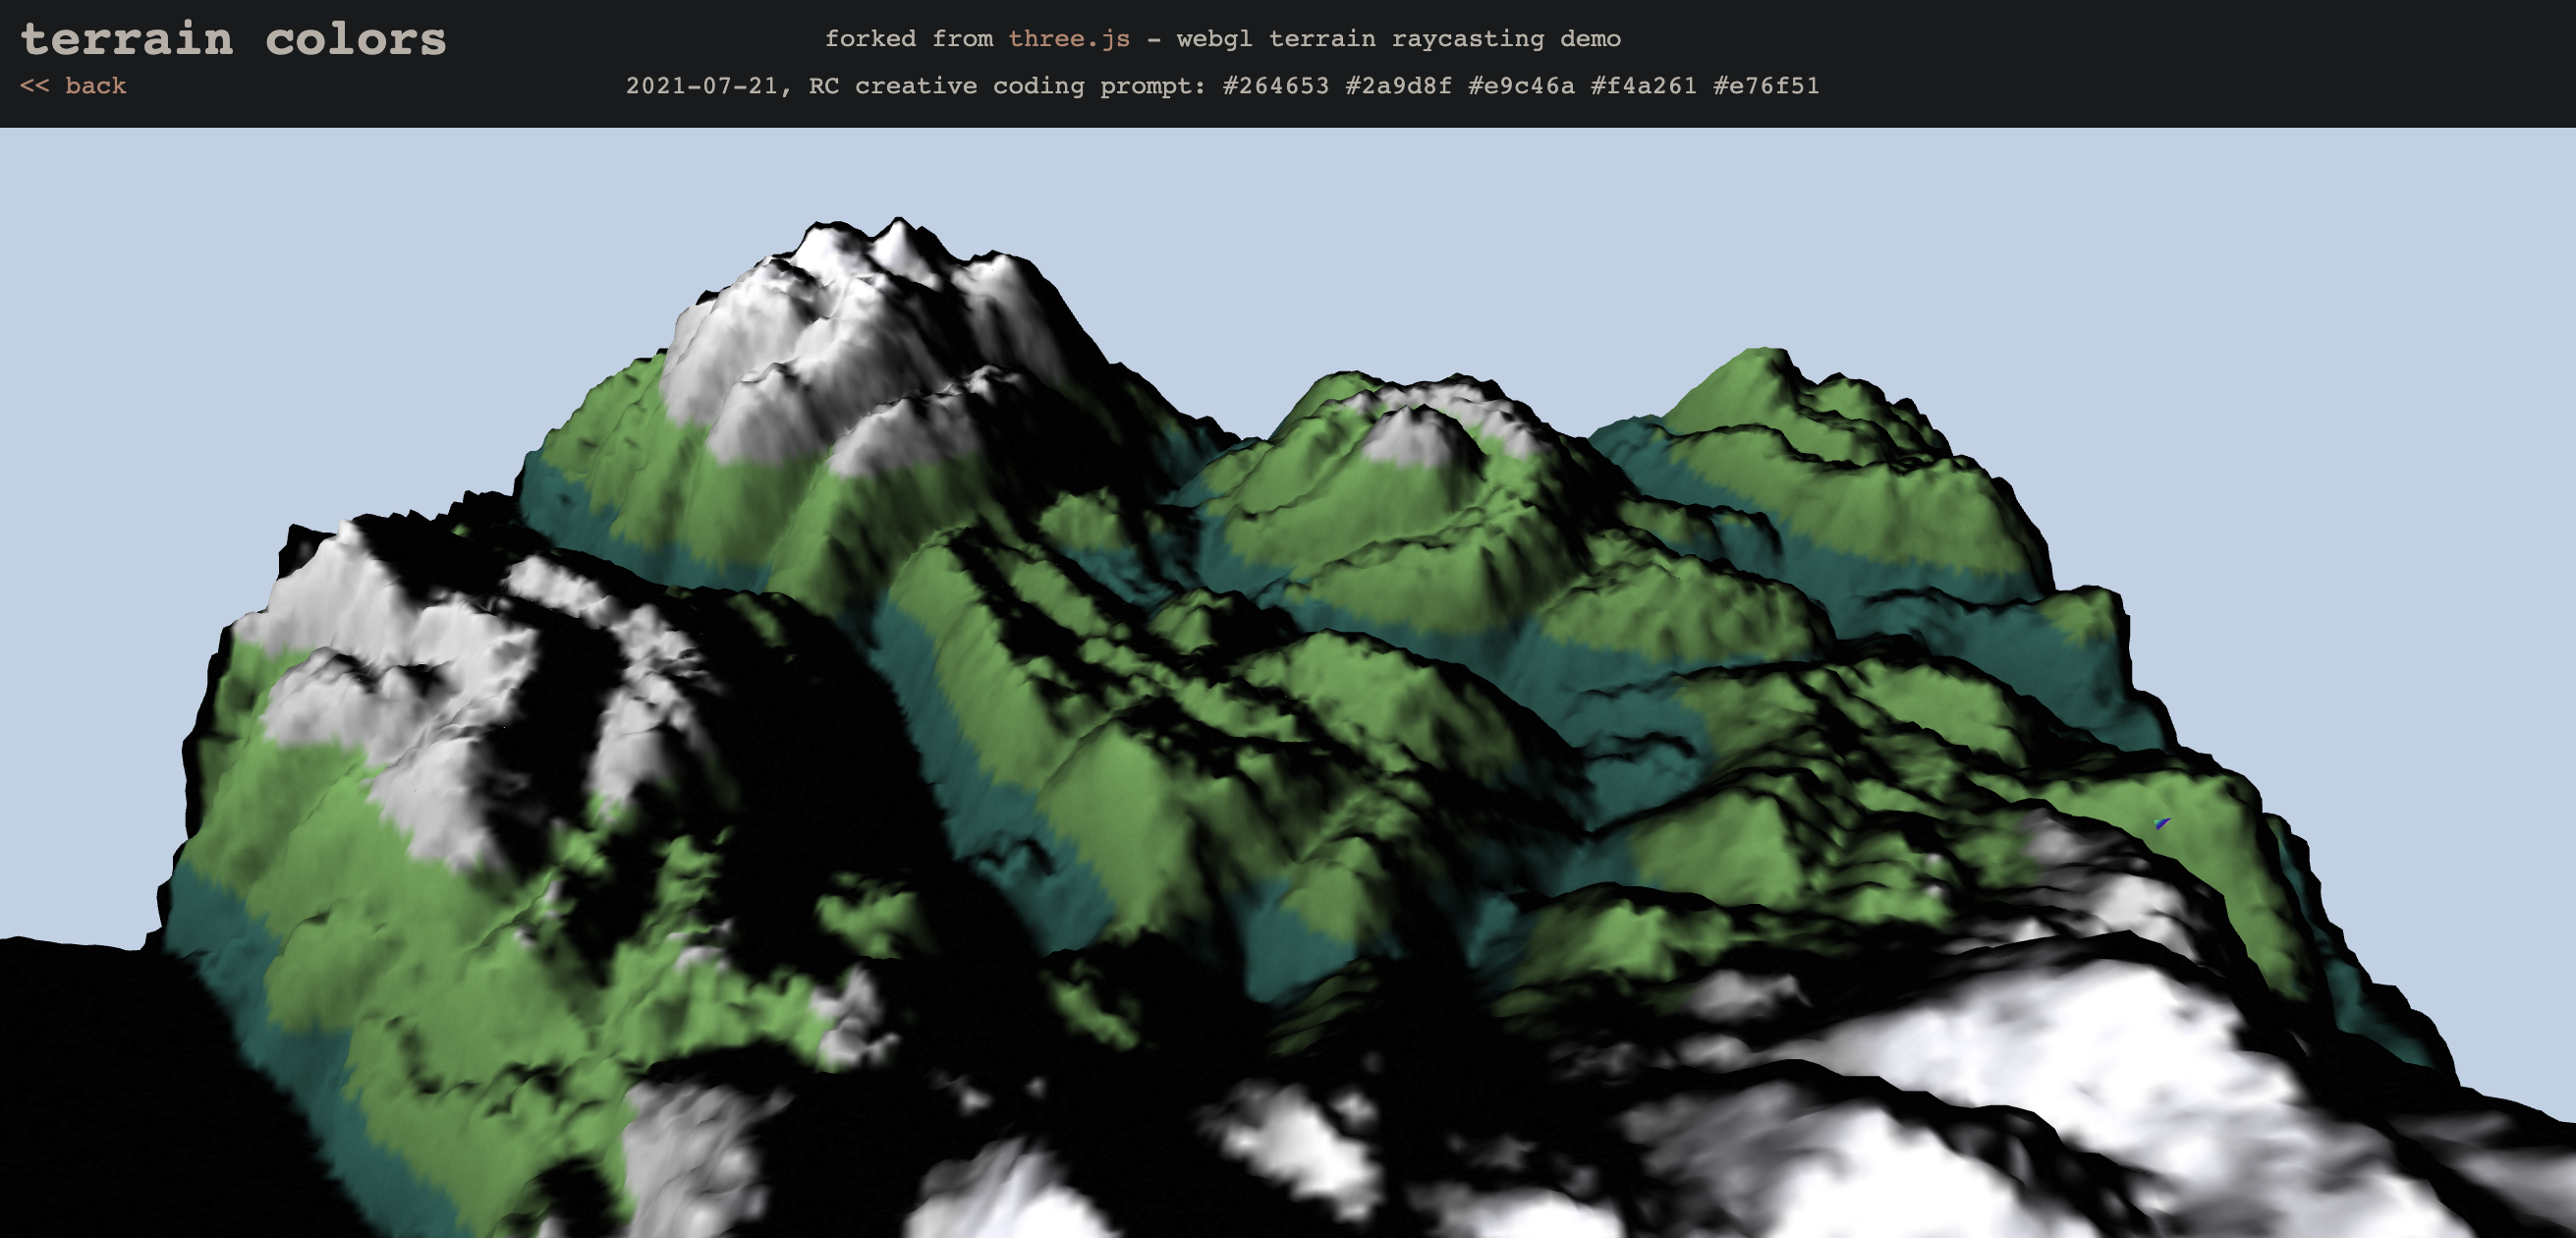 terrain colors
<< back
forked from three.js - webgl terrain raycasting demo
2021-07-21, RC creative coding prompt: #264653 #2a9d8f #e9c46a #f4a261 #e76f51